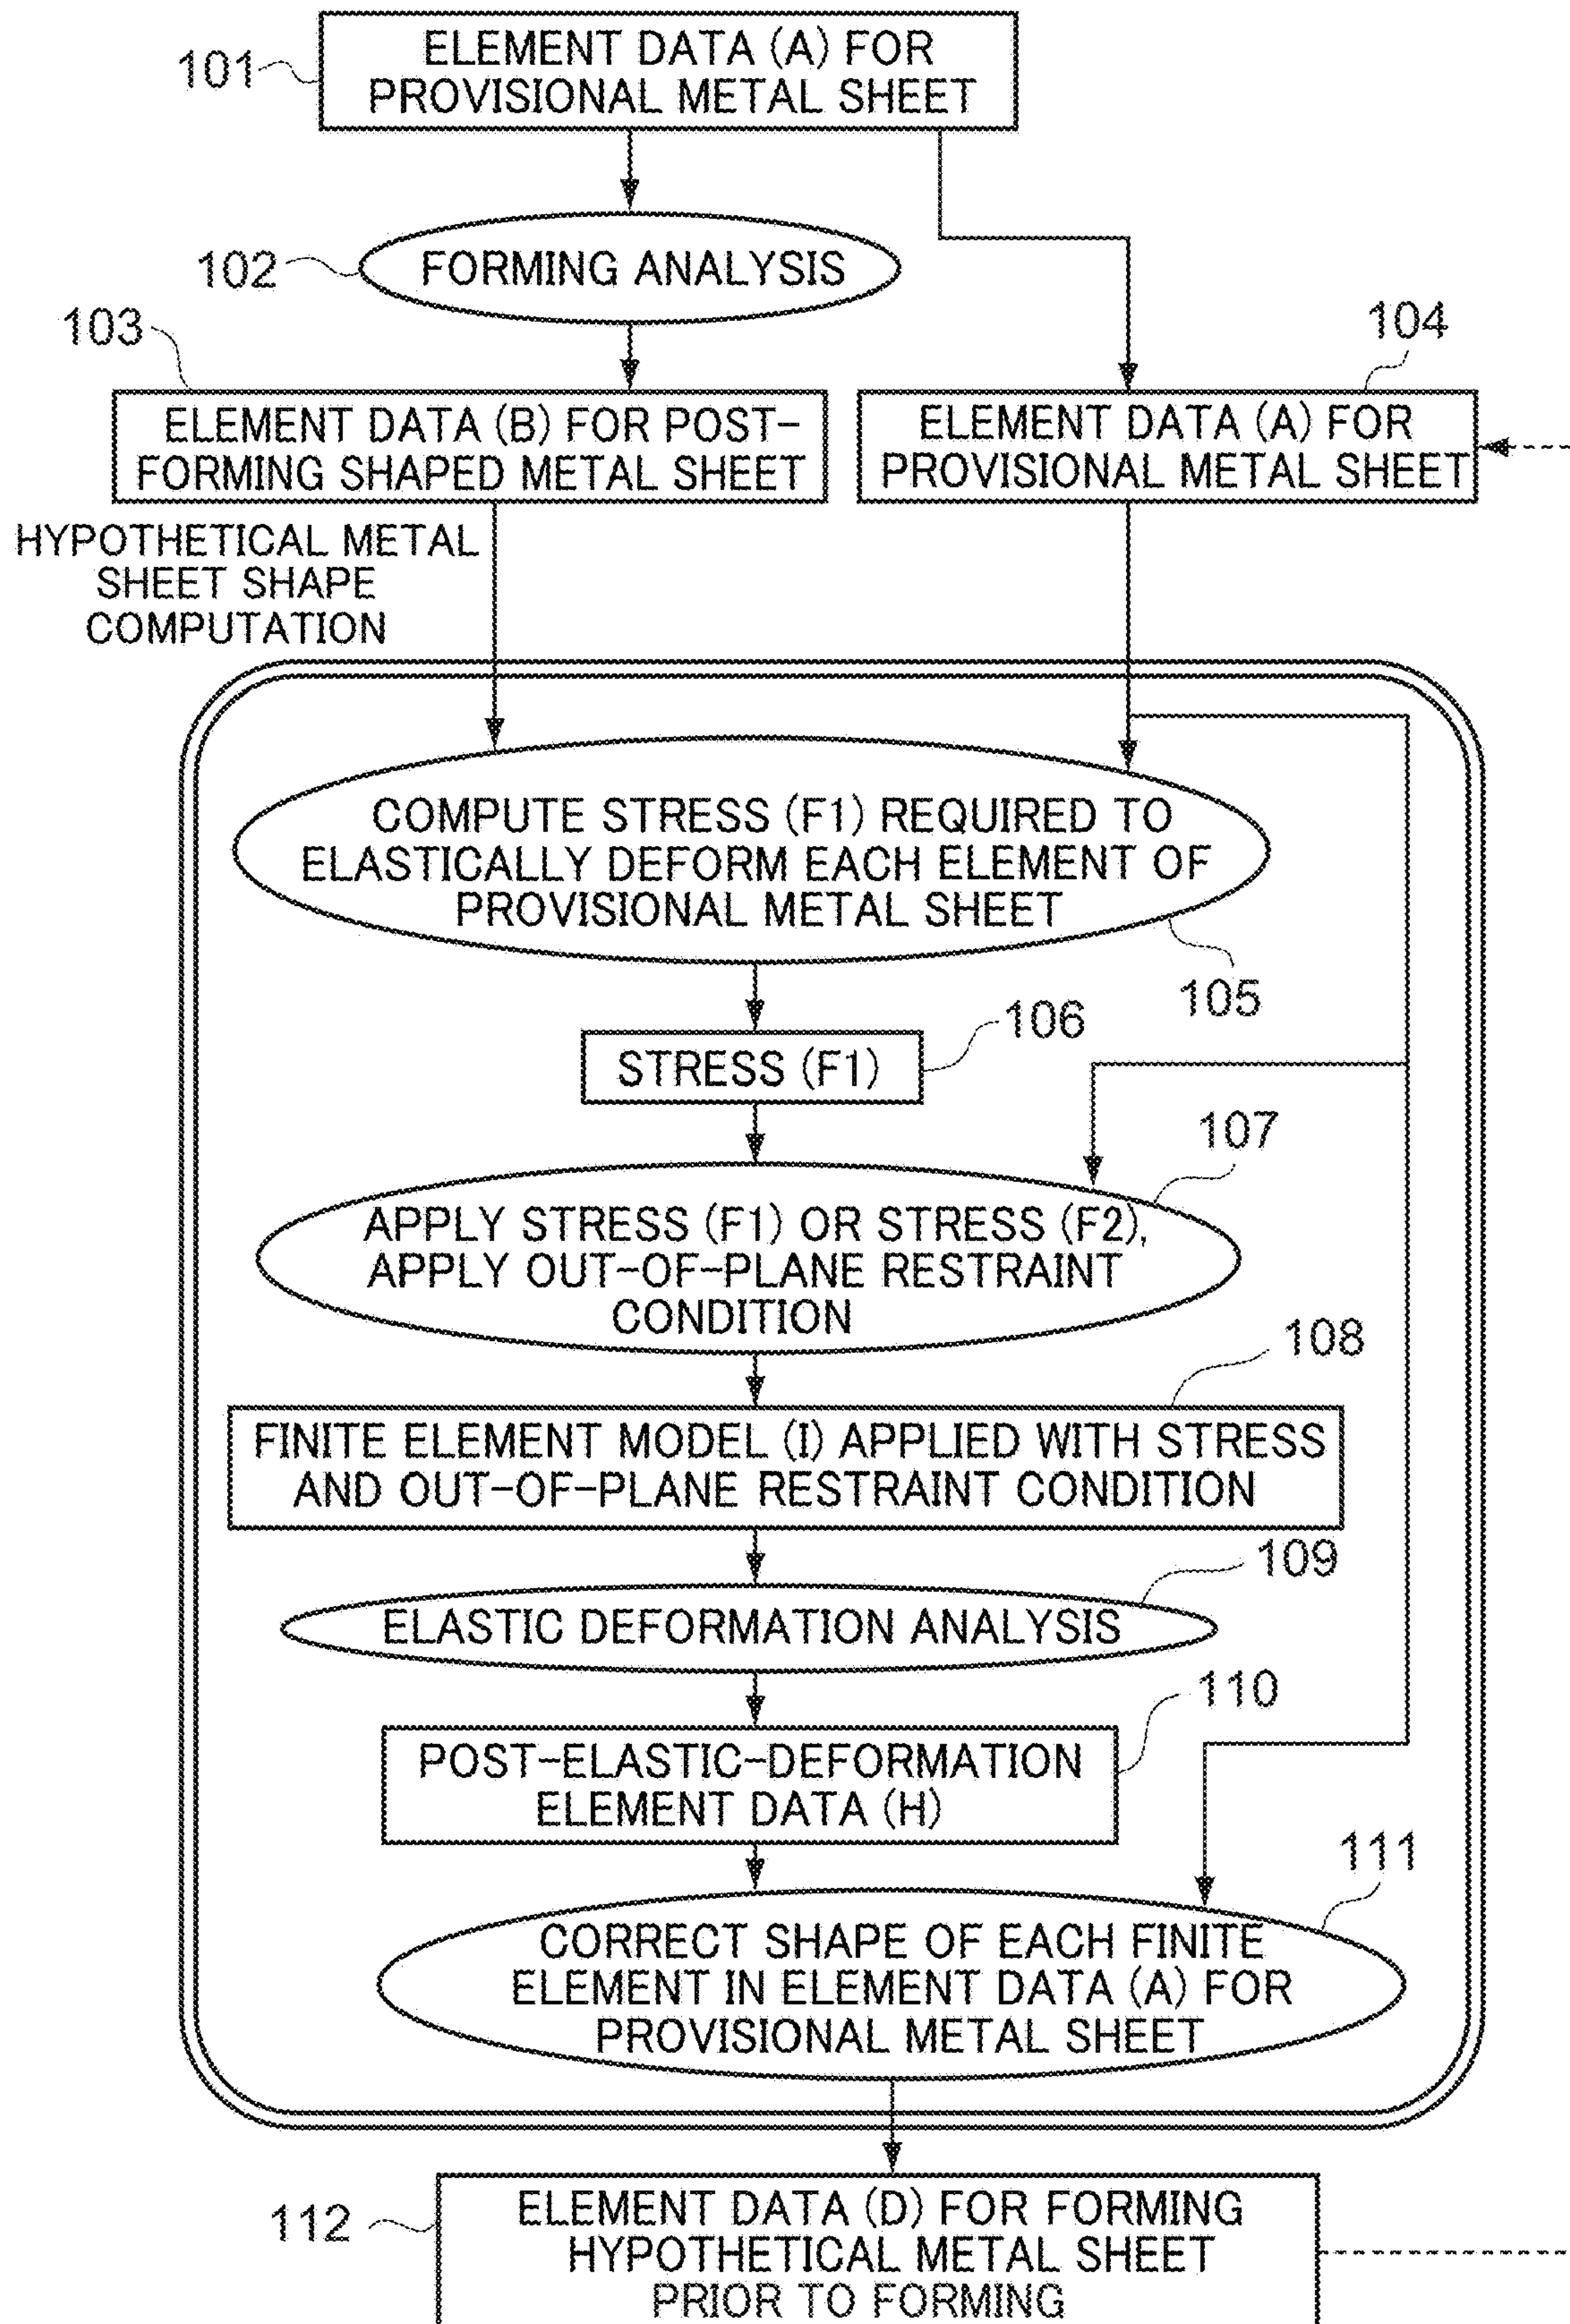 101
ELEMENT DATA (A) FOR
PROVISIONAL METAL SHEET
102
FORMING ANALYSIS
103
ELEMENT DATA (B) FOR POST-
FORMING SHAPED METAL SHEET
104
ELEMENT DATA (A) FOR
PROVISIONAL METAL SHEET
HYPOTHETICAL METAL
SHEET SHAPE
COMPUTATION
COMPUTE STRESS (F1) REQUIRED TO
ELASTICALLY DEFORM EACH ELEMENT OF
PROVISIONAL METAL SHEET
105
106
STRESS (F1)
107
APPLY STRESS (F1) OR STRESS (F2),
APPLY OUT-OF-PLANE RESTRAINT
CONDITION
108
FINITE ELEMENT MODEL (I) APPLIED WITH STRESS
AND OUT-OF-PLANE RESTRAINT CONDITION
109
ELASTIC DEFORMATION ANALYSIS
110
POST-ELASTIC-DEFORMATION
ELEMENT DATA (H)
111
CORRECT SHAPE OF EACH FINITE
ELEMENT IN ELEMENT DATA (A) FOR
PROVISIONAL METAL SHEET
112
ELEMENT DATA (D) FOR FORMING
HYPOTHETICAL METAL SHEET
PRIOR TO FORMING